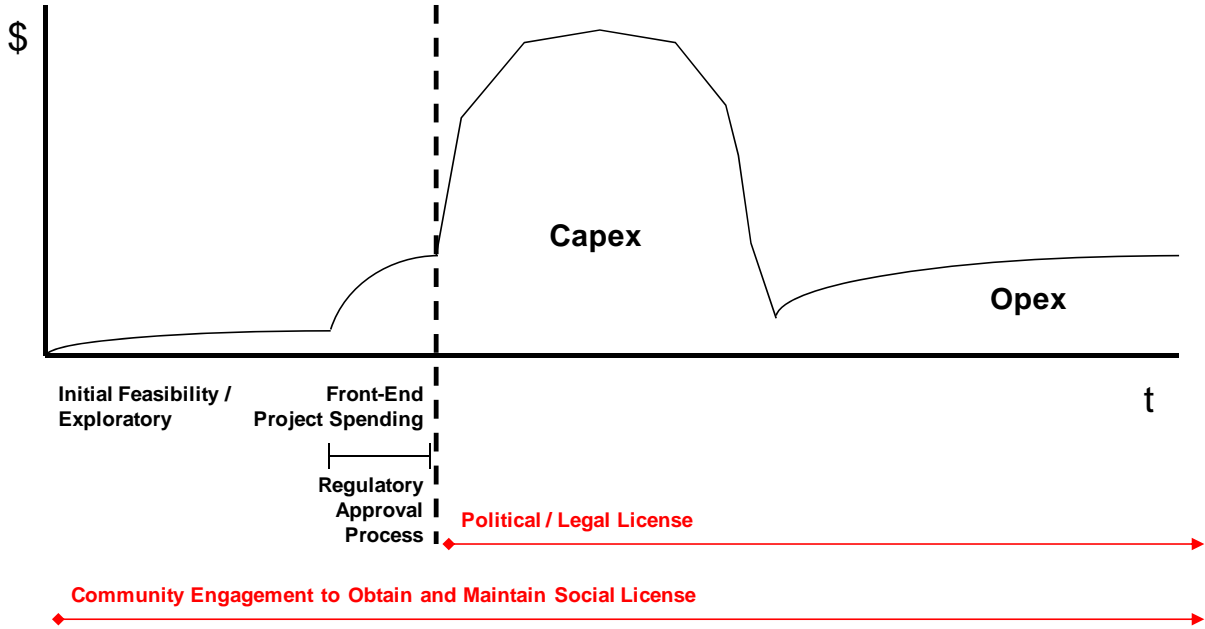 $
Capex
Opex
t
Initial Feasibility /
Exploratory
Front-End
Project Spending
Regulatory
Approval
Process
Political / Legal License
Community Engagement to Obtain and Maintain Social License